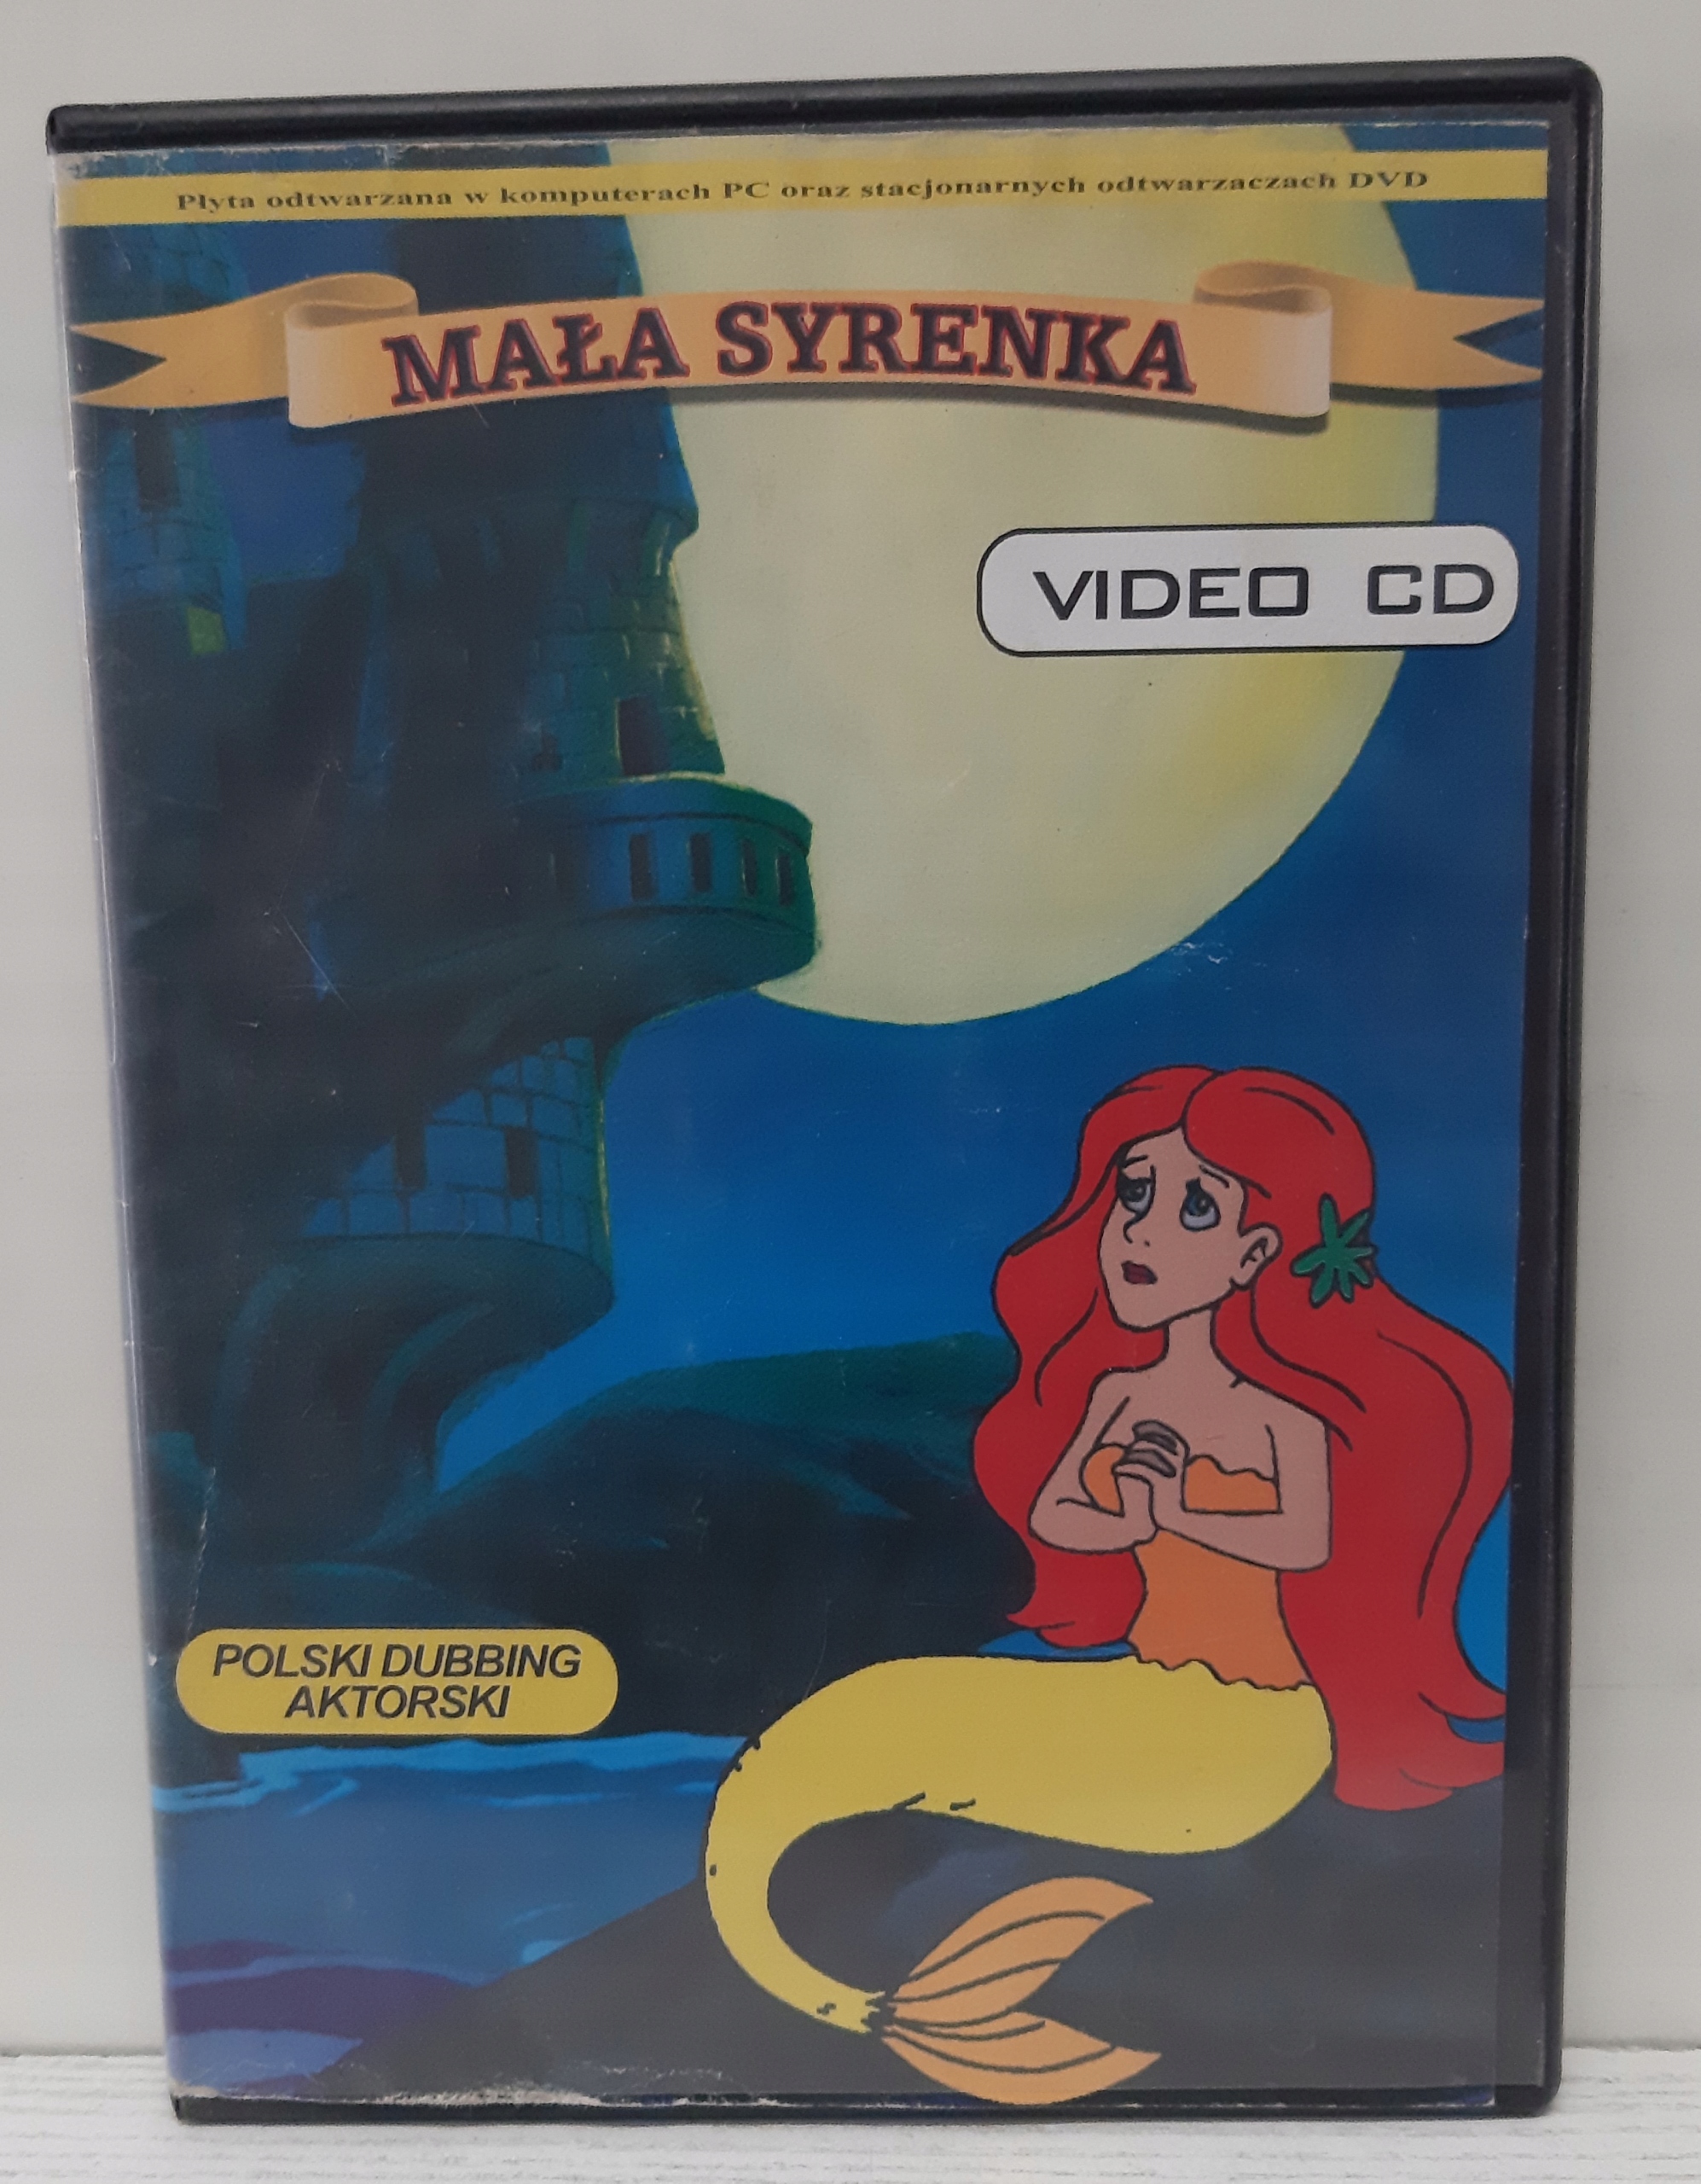 Płyta odtwarzana w komputerach PC oraz stacjonarnych odtwarzaczach DVD
MAŁA SYRENKA
VIDEO CD
POLSKI DUBBING
AKTORSKI